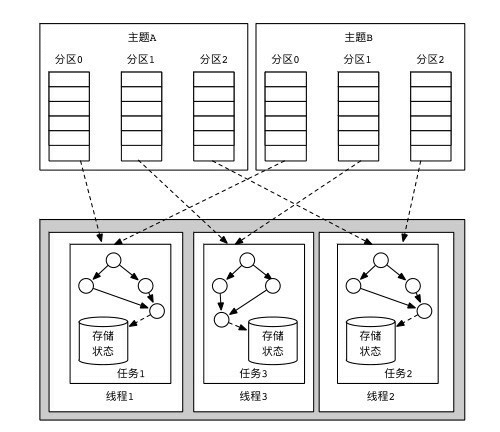 主题A
主题B
分区0
分区1
分区2
分区0
分区1
分区2
存储
状态
任务1
线程1
存储
状态
任务3
线程3
存储
状态
任务2
线程2